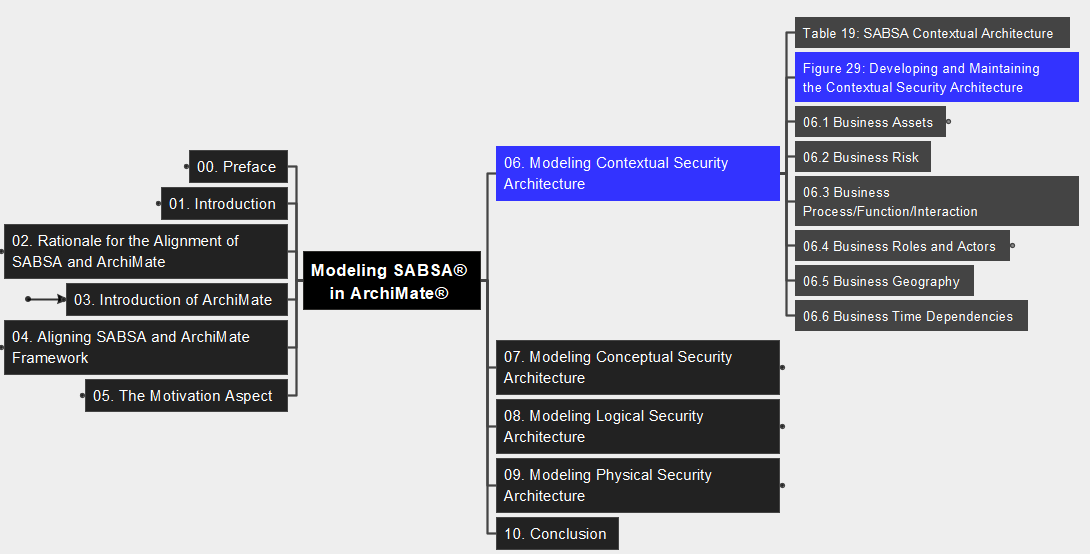 Modeling SABSA®
in ArchiMate®
00. Preface
01. Introduction
02. Rationale for the Alignment of
SABSA and ArchiMate
03. Introduction of ArchiMate
04. Aligning SABSA and ArchiMate
Framework
05. The Motivation Aspect
06. Modeling Contextual Security
Architecture
Table 19: SABSA Contextual Architecture
Figure 29: Developing and Maintaining
the Contextual Security Architecture
06.1 Business Assets
06.2 Business Risk
06.3 Business
Process/Function/Interaction
06.4 Business Roles and Actors
06.5 Business Geography
06.6 Business Time Dependencies
07. Modeling Conceptual Security
Architecture
08. Modeling Logical Security
Architecture
09. Modeling Physical Security
Architecture
10. Conclusion